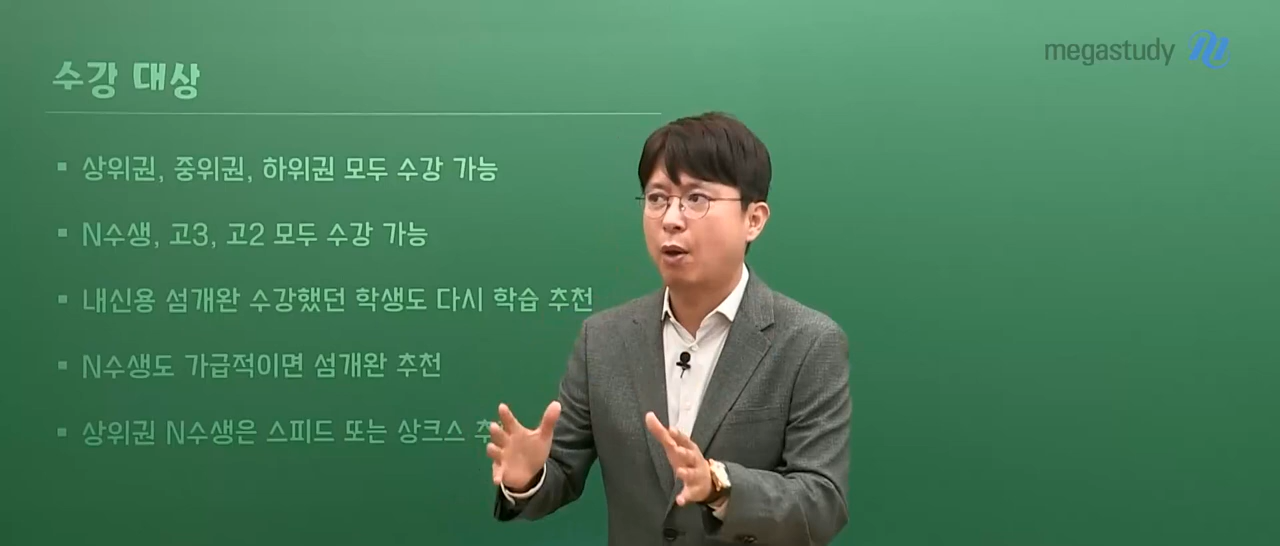 megastudy
수강 대상
▪ 상위권, 중위권, 하위권 모두 수강 가능
▪ N수생, 고3, 고2 모두 수강 가능
▪ 내신용 섬개완 수강했던 학생도 다시 학습 추천
▪ N수생도 가급적이면 섬개완 추천
▪ 상위권 N수생은 스피드 또는 상크스